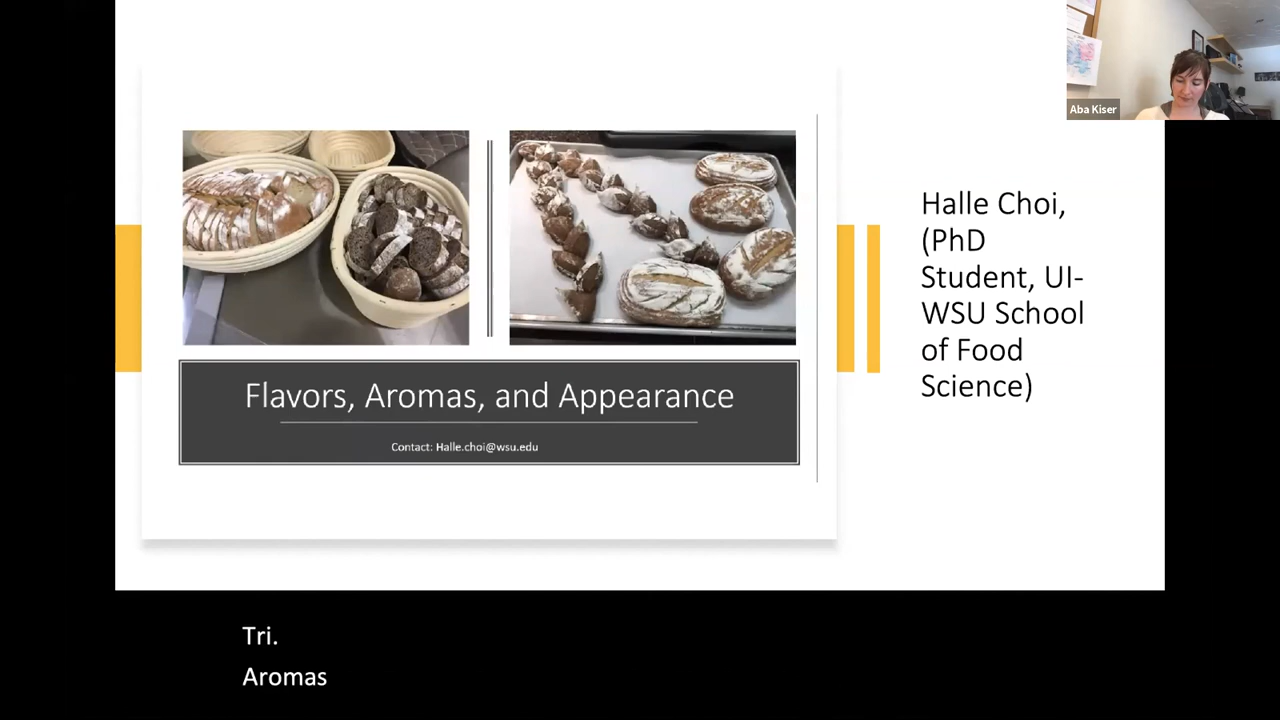 Aba Kiser
Halle Choi,
(PhD
Student, UI-
WSU School
of Food
Science)
Flavors, Aromas, and Appearance
Contact: Halle.choi@wsu.edu
Tri.
Aromas